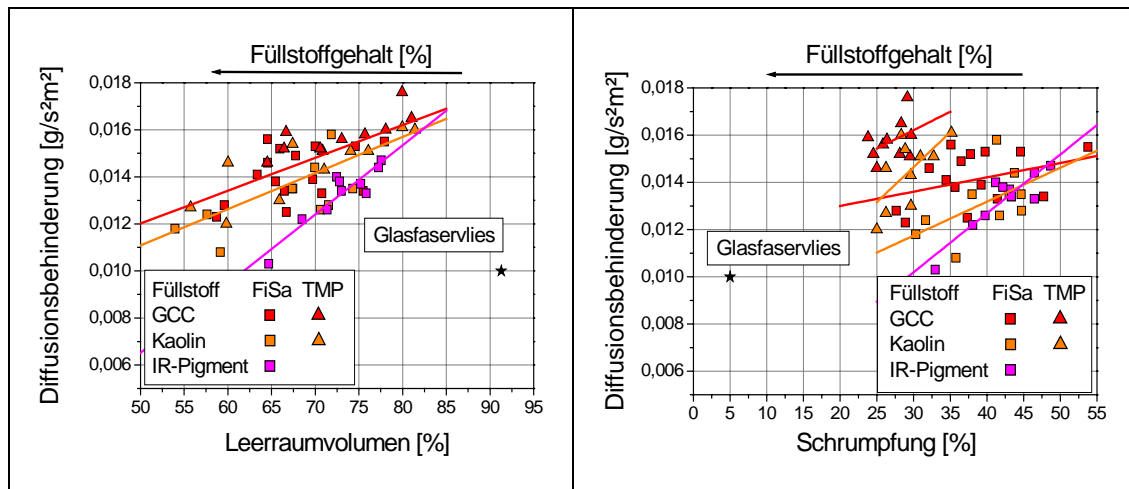 Füllstoffgehalt [%]
Diffusionsbehinderung [g/s²m²]
0,018
0,016
0,014
0,012
0,010
0,008
0,006
Glasfaservlies
Füllstoff FiSa TMP
GCC
Kaolin
IR-Pigment
50 55 60 65 70 75 80 85 90 95
Leerraumvolumen [%]
Füllstoffgehalt [%]
Diffusionsbehinderung [g/s²m²]
0,018
0,016
0,014
0,012
0,010
0,008
0,006
Glasfaservlies
Füllstoff FiSa TMP
GCC
Kaolin
IR-Pigment
0 5 10 15 20 25 30 35 40 45 50 55
Schrumpfung [%]